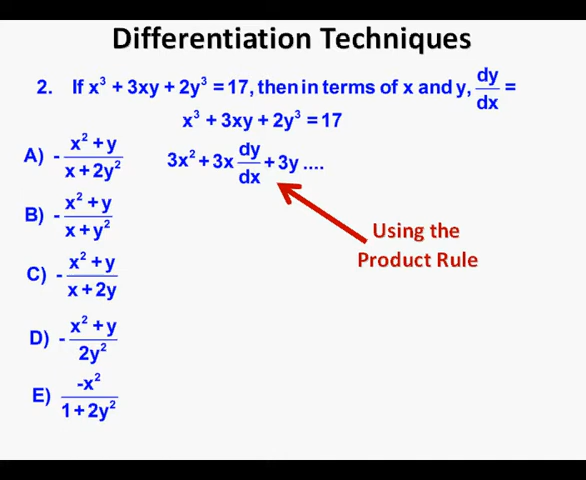 Differentiation Techniques
2. If x³ + 3xy + 2y³ = 17, then in terms of x and y, dy/dx =
x³ + 3xy + 2y³ = 17
A) - x² + y / x + 2y²
3x² + 3x dy/dx + 3y ....
B) - x² + y / x + y²
Using the
Product Rule
C) - x² + y / x + 2y
D) - x² + y / 2y²
E) -x² / 1 + 2y²